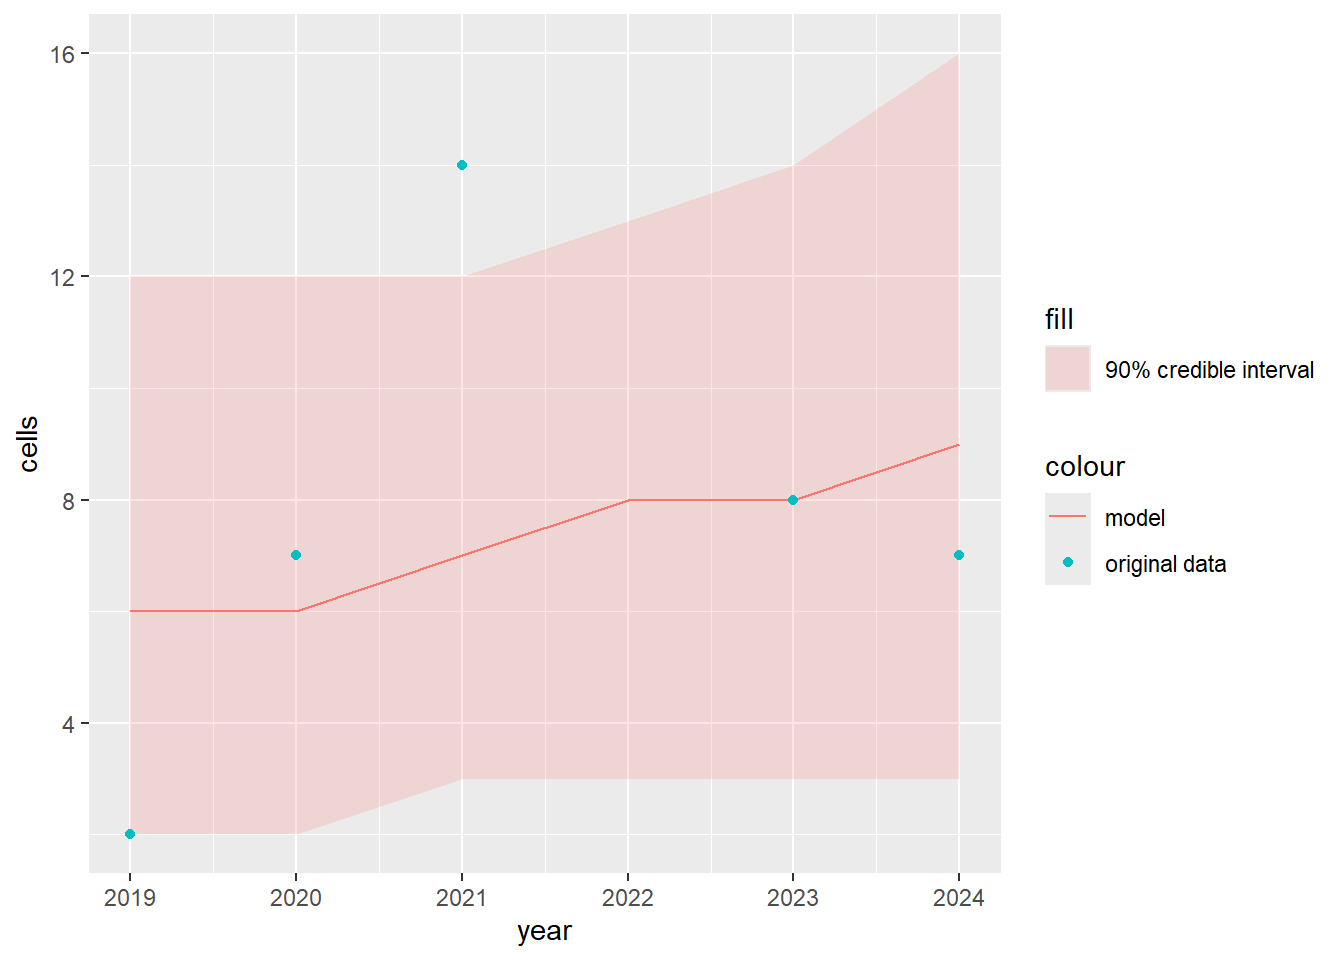 16
12
8
4
cells
2019 2020 2021 2022 2023 2024
year
fill
90% credible interval
colour
model
original data